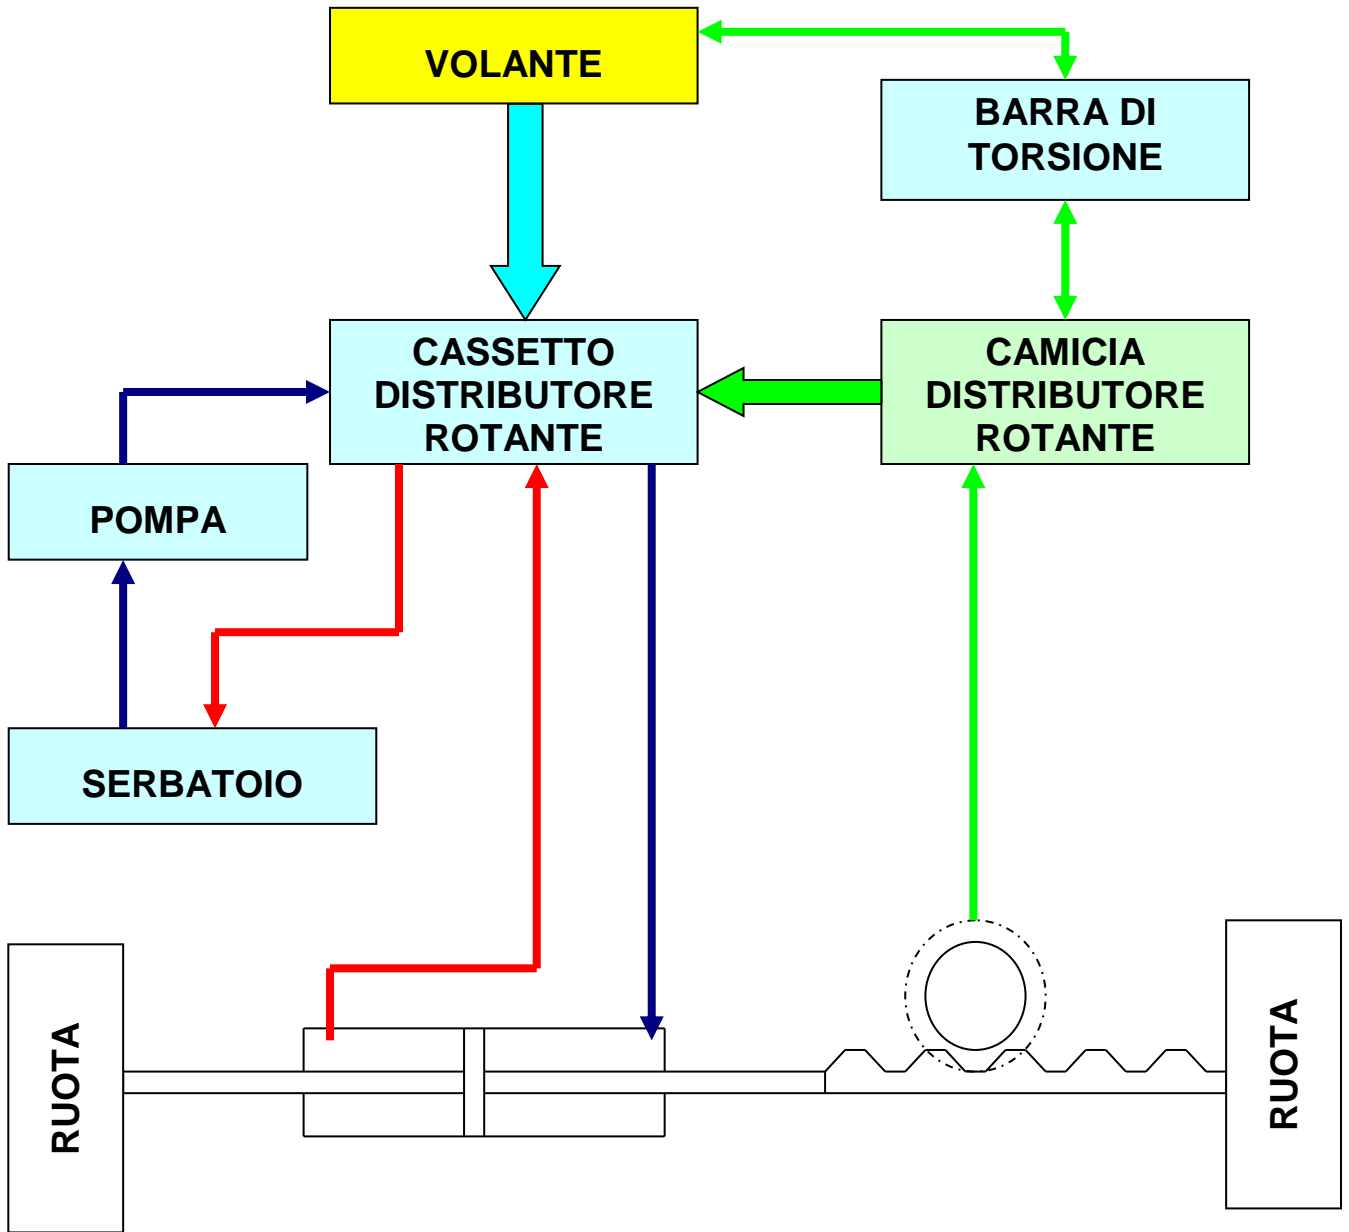 VOLANTE
BARRA DI
TORSIONE
CASSETTO
DISTRIBUTORE
ROTANTE
CAMICIA
DISTRIBUTORE
ROTANTE
POMPA
SERBATOIO
RUOTA
RUOTA